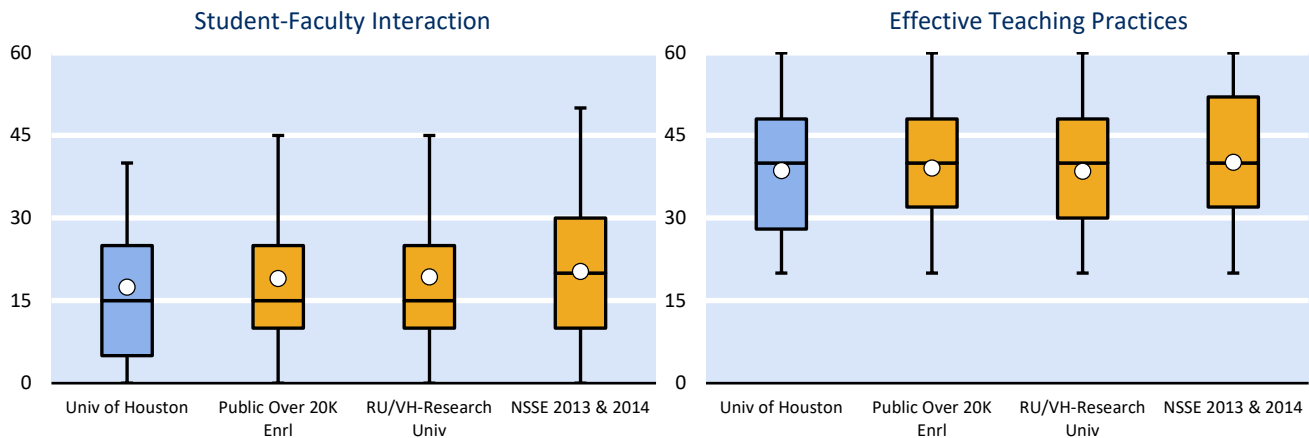 Student-Faculty Interaction
60
45
30
15
0
Univ of Houston
Public Over 20K
Enrl
RU/VH-Research
Univ
NSSE 2013 & 2014
Effective Teaching Practices
60
45
30
15
0
Univ of Houston
Public Over 20K
Enrl
RU/VH-Research
Univ
NSSE 2013 & 2014